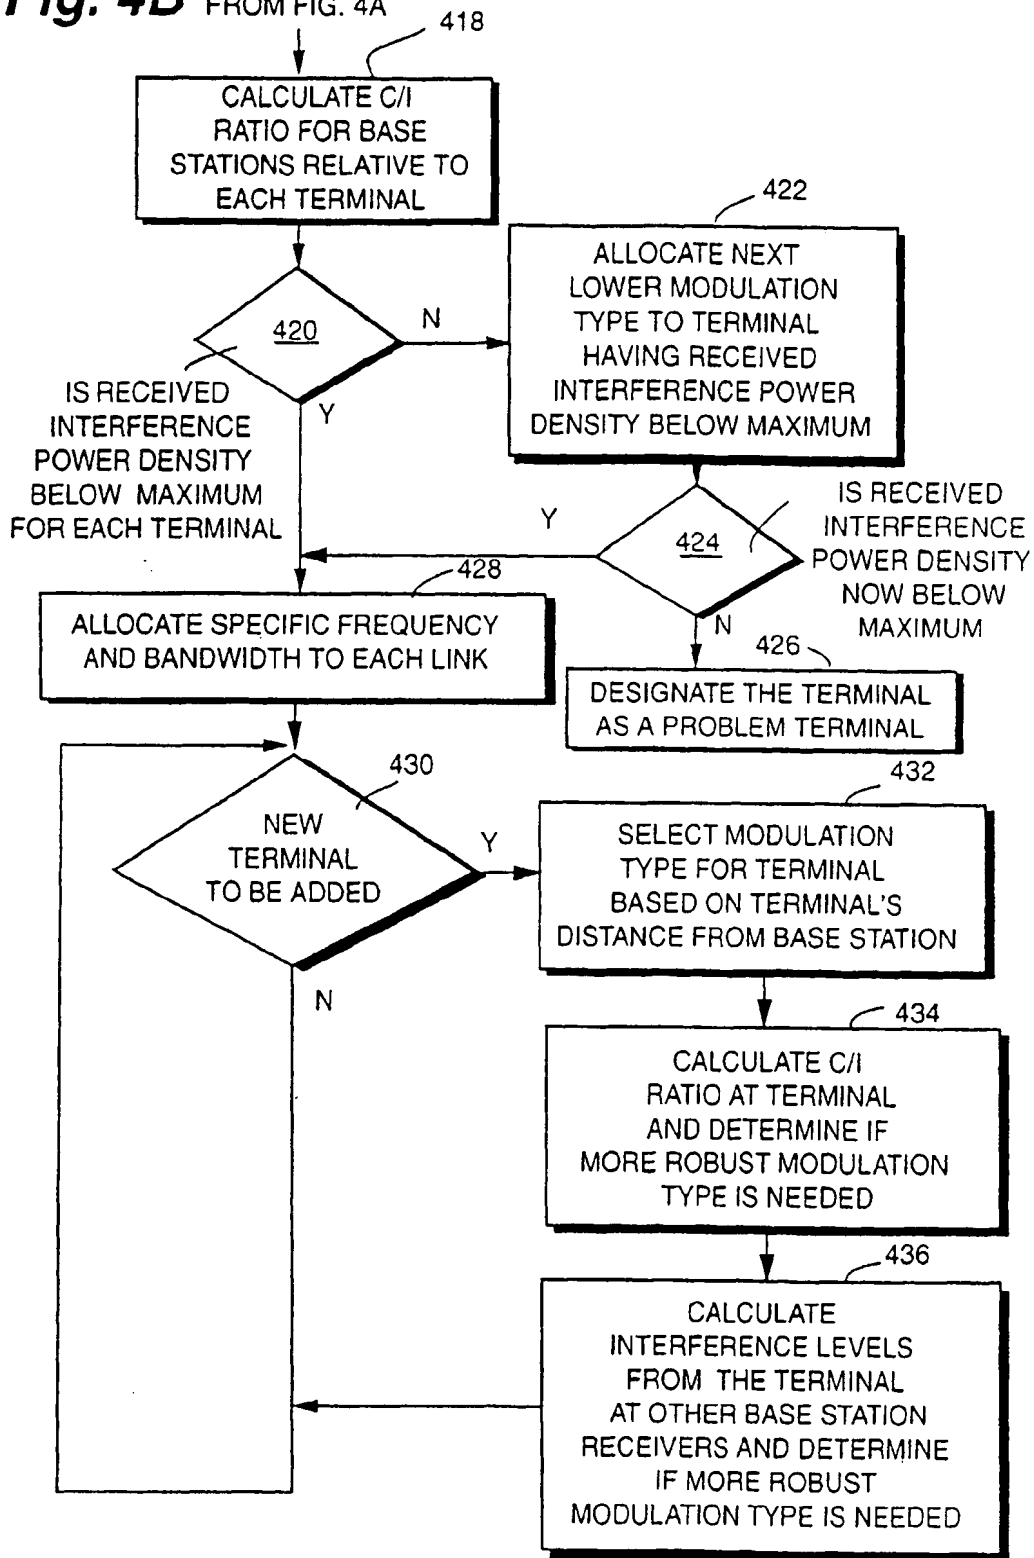 Fig. 4B FROM FIG. 4A
418
CALCULATE C/I
RATIO FOR BASE
STATIONS RELATIVE TO
EACH TERMINAL
422
ALLOCATE NEXT
LOWER MODULATION
TYPE TO TERMINAL
HAVING RECEIVED
INTERFERENCE POWER
DENSITY BELOW MAXIMUM
420
N
Y
IS RECEIVED
INTERFERENCE
POWER DENSITY
BELOW MAXIMUM
FOR EACH TERMINAL
424
Y
N
IS RECEIVED
INTERFERENCE
POWER DENSITY
NOW BELOW
MAXIMUM
428
ALLOCATE SPECIFIC FREQUENCY
AND BANDWIDTH TO EACH LINK
426
DESIGNATE THE TERMINAL
AS A PROBLEM TERMINAL
430
NEW
TERMINAL
TO BE ADDED
Y
N
432
SELECT MODULATION
TYPE FOR TERMINAL
BASED ON TERMINAL'S
DISTANCE FROM BASE STATION
434
CALCULATE C/I
RATIO AT TERMINAL
AND DETERMINE IF
MORE ROBUST MODULATION
TYPE IS NEEDED
436
CALCULATE
INTERFERENCE LEVELS
FROM THE TERMINAL
AT OTHER BASE STATION
RECEIVERS AND DETERMINE
IF MORE ROBUST
MODULATION TYPE IS NEEDED